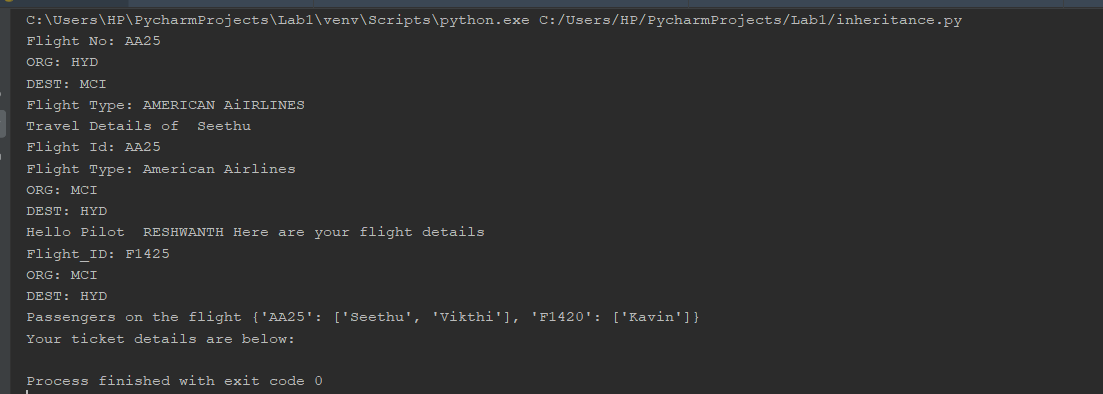 C:\Users\HP\PycharmProjects\Lab1\venv\Scripts\python.exe C:/Users/HP/PycharmProjects/Lab1/inheritance.py
Flight No: AA25
ORG: HYD
DEST: MCI
Flight Type: AMERICAN AiIRLINES
Travel Details of  Seethu
Flight Id: AA25
Flight Type: American Airlines
ORG: MCI
DEST: HYD
Hello Pilot  RESHWANTH Here are your flight details
Flight_ID: F1425
ORG: MCI
DEST: HYD
Passengers on the flight {'AA25': ['Seethu', 'Vikthi'], 'F1420': ['Kavin']}
Your ticket details are below:
Process finished with exit code 0